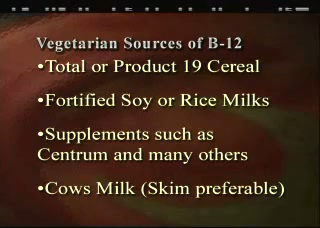 Vegetarian Sources of B-12
•Total or Product 19 Cereal
•Fortified Soy or Rice Milks
•Supplements such as
Centrum and many others
•Cows Milk (Skim preferable)